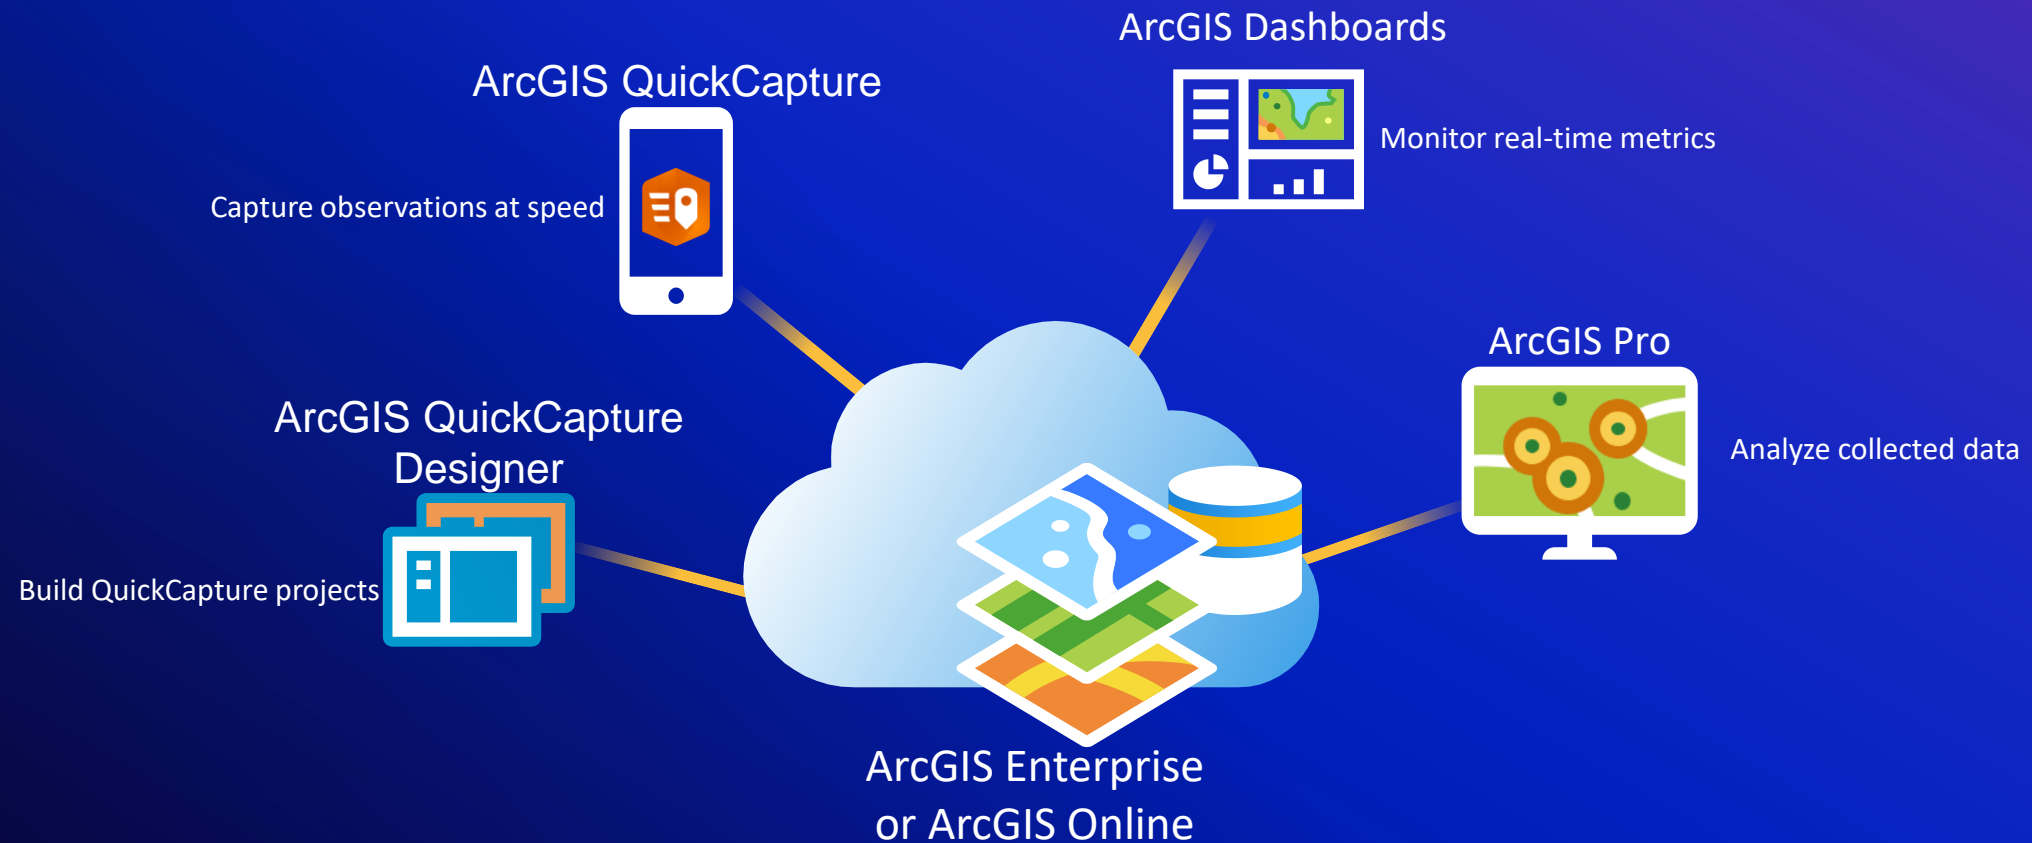 ArcGIS Dashboards
ArcGIS QuickCapture
Monitor real-time metrics
Capture observations at speed
ArcGIS Pro
ArcGIS QuickCapture
Designer
Analyze collected data
Build QuickCapture projects
ArcGIS Enterprise
or ArcGIS Online